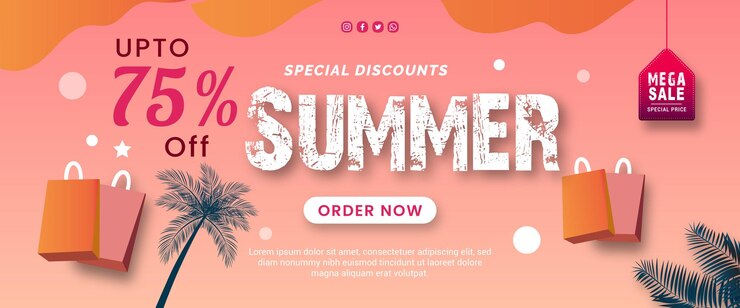 UPTO
75%
Off
SPECIAL DISCOUNTS
SUMMER
ORDER NOW
Lorem ipsum dolor sit amet, consectetuer
adipiscing elit, sed diam nonummy nibh
euismod tincidunt ut laoreet dolore
magna aliquam erat volutpat.
MEGA
SALE
SPECIAL PRICE